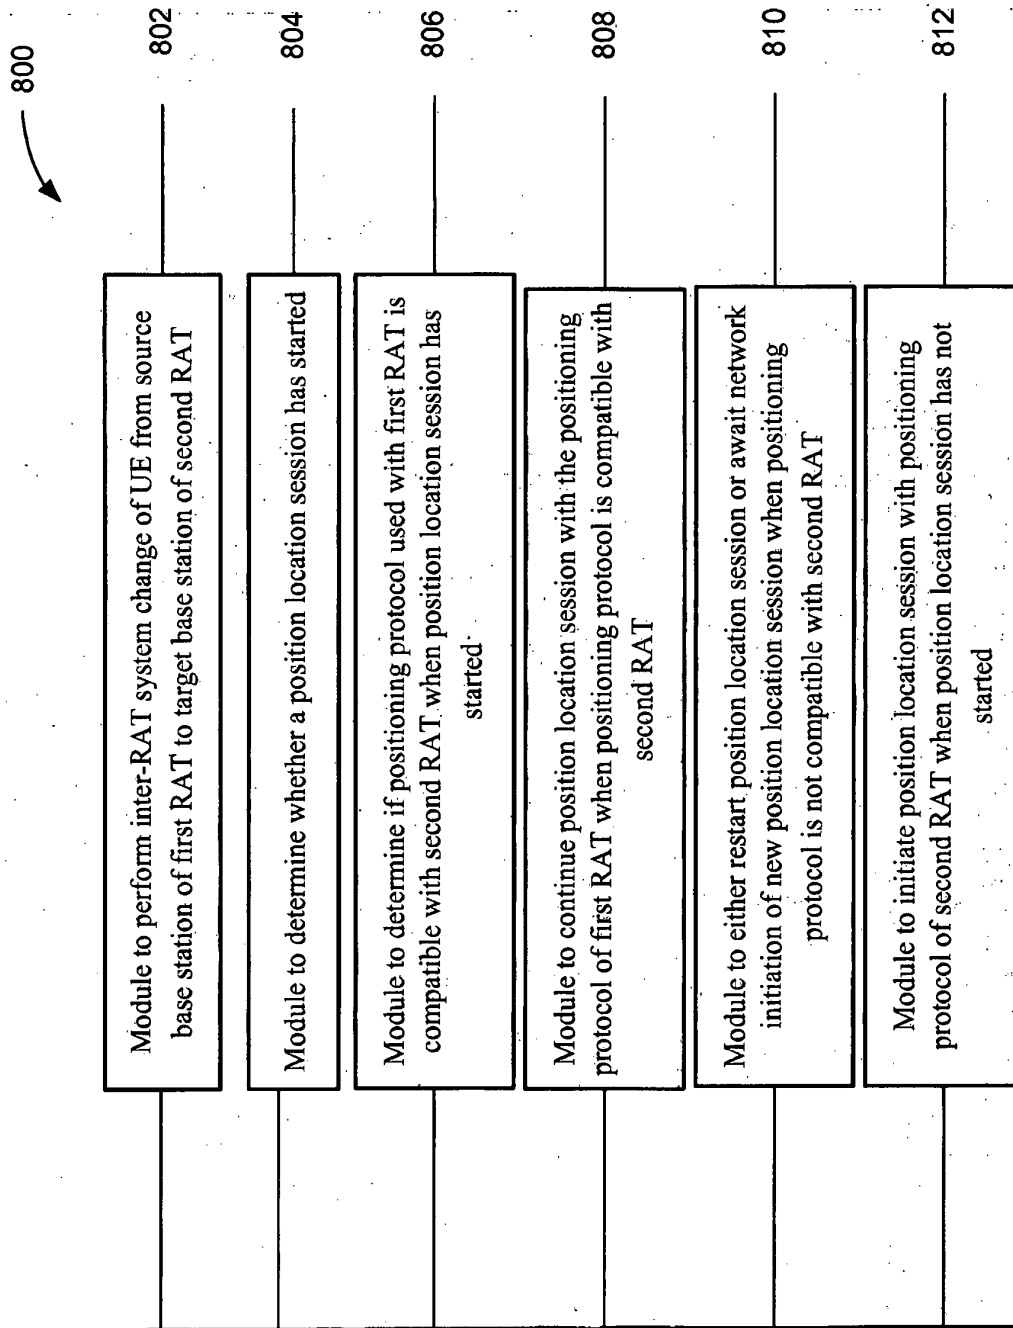 800
Module to perform inter-RAT system change of UE from source
base station of first RAT to target base station of second RAT
802
Module to determine whether a position location session has started
804
Module to determine if positioning protocol used with first RAT is
compatible with second RAT when position location session has
started
806
Module to continue position location session with the positioning
protocol of first RAT when positioning protocol is compatible with
second RAT
808
Module to either restart position location session or await network
initiation of new position location session when positioning
protocol is not compatible with second RAT
810
Module to initiate position location session with positioning
protocol of second RAT when position location session has not
started
812